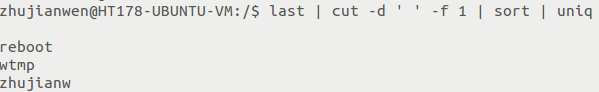 zhujianwen@HT178-UBUNTU-VM:/$ last | cut -d ' ' -f 1 | sort | uniq

reboot
wtmp
zhujianw